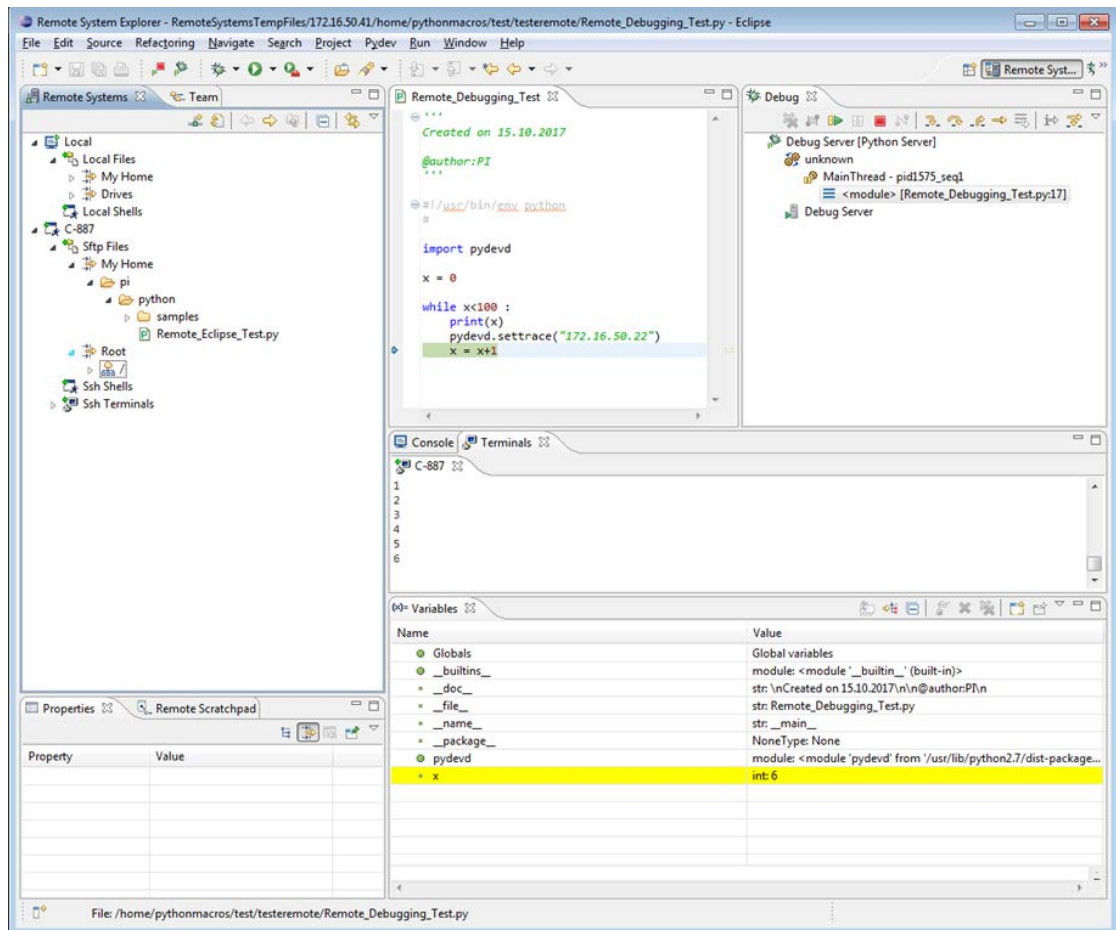 Remote System Explorer - RemoteSystemsTempFiles/172.16.50.41/home/pythonmacros/test/testeremote/Remote_Debugging_Test.py - Eclipse
File Edit Source Refactoring Navigate Search Project Pydev Run Window Help
Remote Syst...
Remote Systems Team
Local
Local Files
My Home
Drives
Local Shells
C-887
Sftp Files
My Home
pi
python
samples
Remote_Eclipse_Test.py
Root
/
Ssh Shells
Ssh Terminals
Remote_Debugging_Test
'''
Created on 15.10.2017
@author:PI
'''
#!/usr/bin/env python
#
import pydevd
x = 0
while x<100 :
print(x)
pydevd.settrace("172.16.50.22")
x = x+1
Debug
Debug Server [Python Server]
unknown
MainThread - pid1575_seq1
<module> [Remote_Debugging_Test.py:17]
Debug Server
Console Terminals
C-887
1
2
3
4
5
6
(x)= Variables
Name Value
Globals Global variables
__builtins__ module: <module '__builtin__' (built-in)>
__doc__ str: \nCreated on 15.10.2017\n\n@author:PI\n
__file__ str: Remote_Debugging_Test.py
__name__ str: __main__
__package__ NoneType: None
pydevd module: <module 'pydevd' from '/usr/lib/python2.7/dist-package...
x int: 6
Properties Remote Scratchpad
Property Value
File: /home/pythonmacros/test/testeremote/Remote_Debugging_Test.py